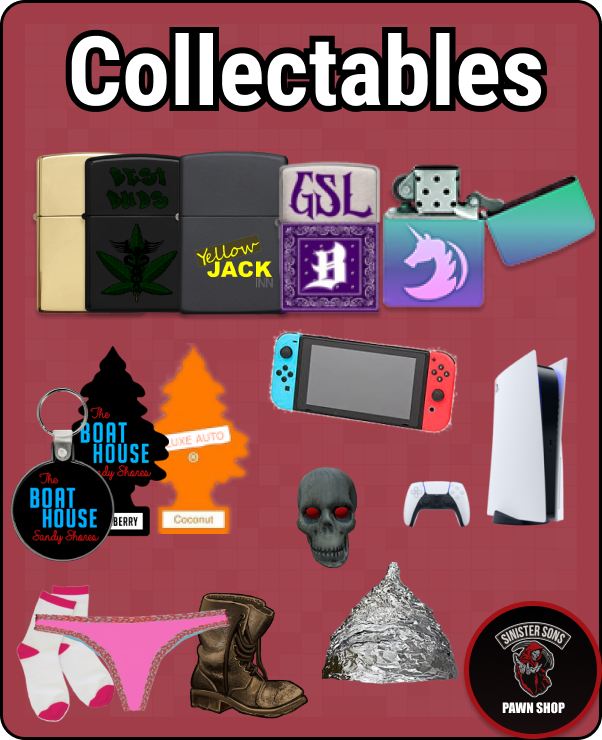 Collectables
BEST
BUDS
Yellow
JACK
INN
GSL
B
The
BOAT
HOUSE
Sandy Shores
BERRY
LUXE AUTO
Coconut
The
BOAT
HOUSE
Sandy Shores
SINISTER SONS
PAWN SHOP